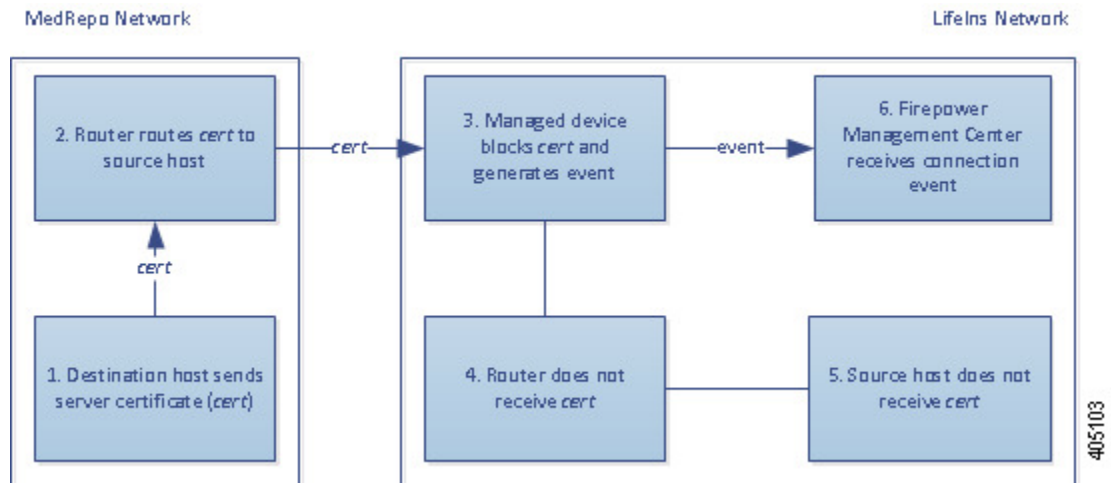 MedRepo Network
LifeIns Network
2. Router routes cert to
source host
cert
3. Managed device
blocks cert and
generates event
event
6. Firepower
Management Center
receives connection
event
cert
1. Destination host sends
server certificate (cert)
4. Router does not
receive cert
5. Source host does not
receive cert
405103